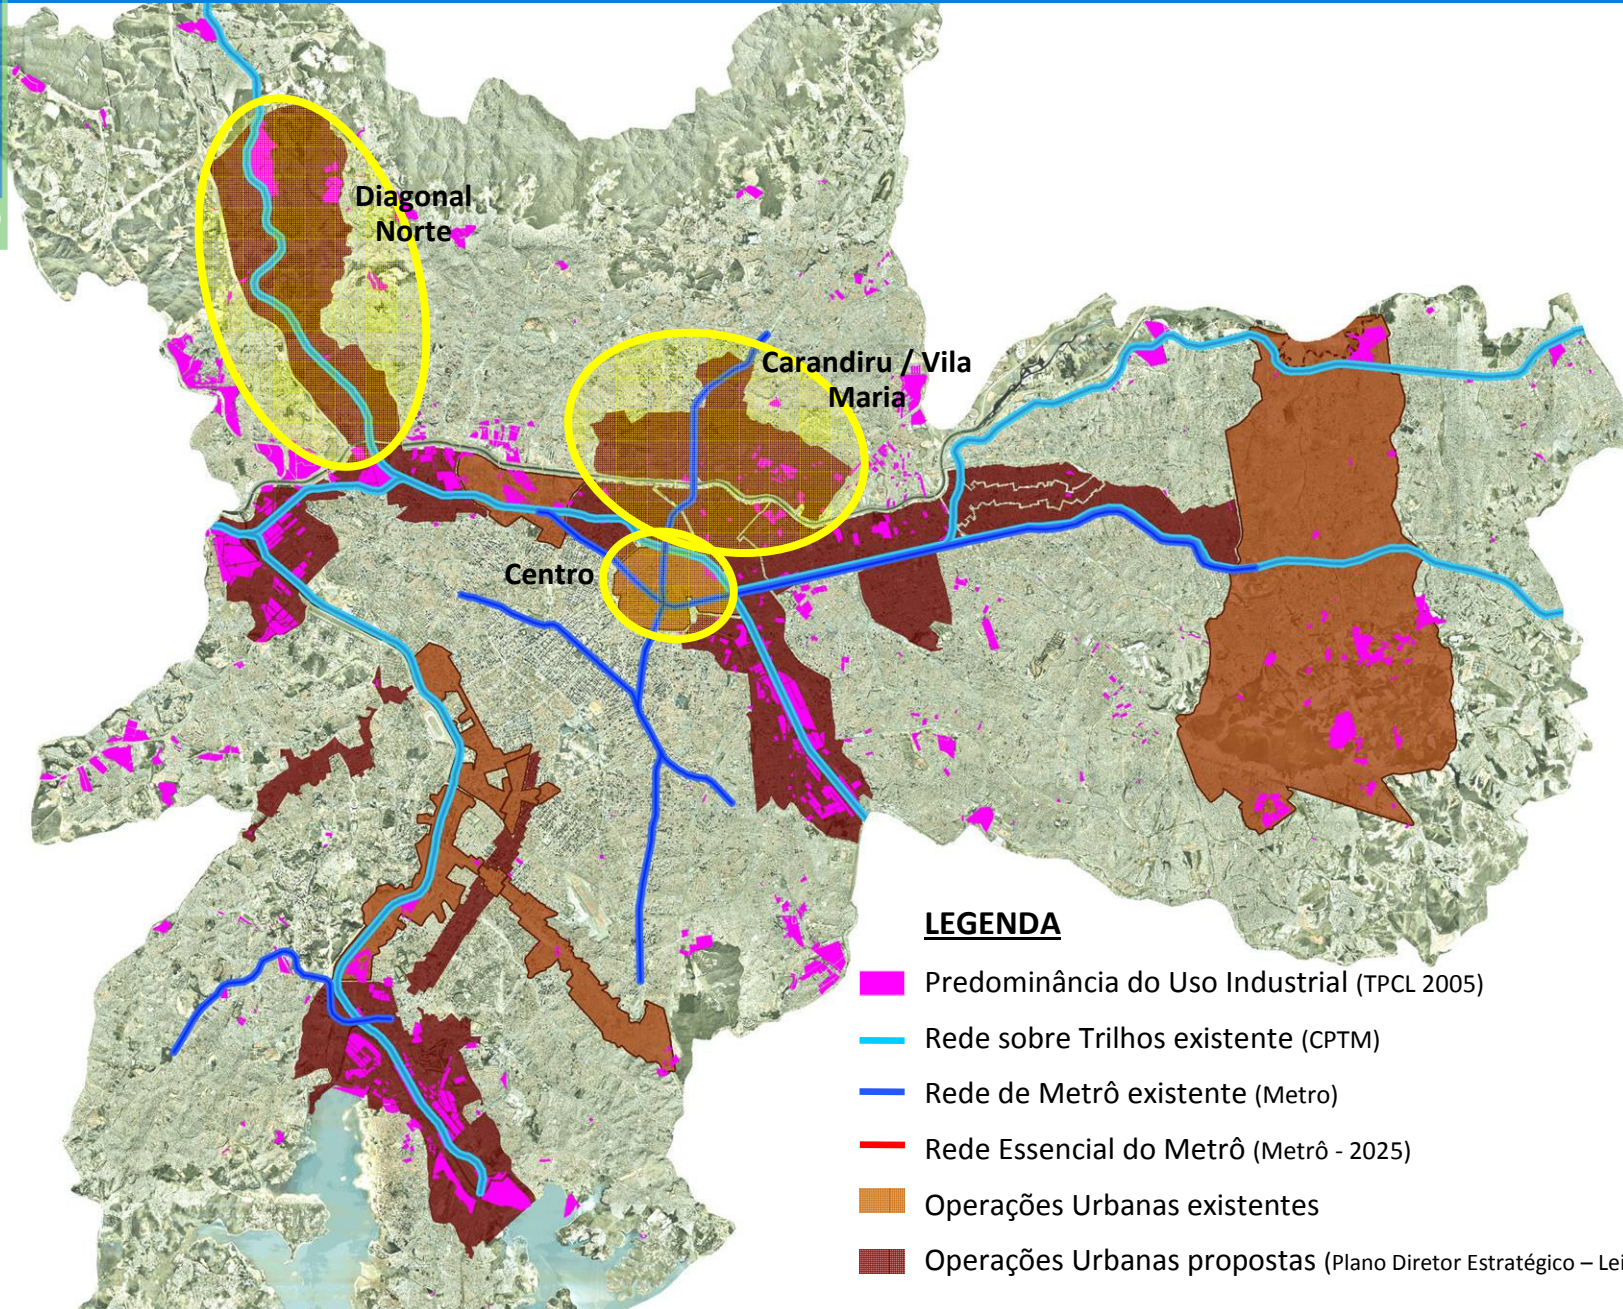 Diagonal
Norte
Carandiru / Vila
Maria
Centro
LEGENDA
Predominância do Uso Industrial (TPCL 2005)
Rede sobre Trilhos existente (CPTM)
Rede de Metrô existente (Metro)
Rede Essencial do Metrô (Metrô - 2025)
Operações Urbanas existentes
Operações Urbanas propostas (Plano Diretor Estratégico – Lei